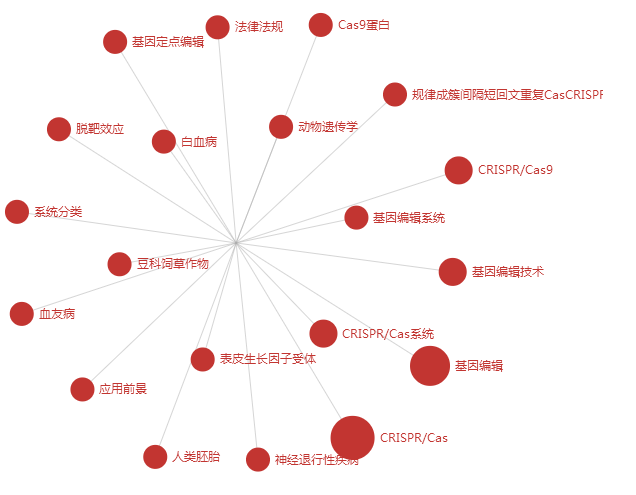 Cas9蛋白
法律法规
基因定点编辑
规律成簇间隔短回文重复CasCRISPR
动物遗传学
脱靶效应
白血病
CRISPR/Cas9
系统分类
基因编辑系统
豆科饲草作物
基因编辑技术
血友病
CRISPR/Cas系统
表皮生长因子受体
基因编辑
应用前景
CRISPR/Cas
人类胚胎
神经退行性疾病